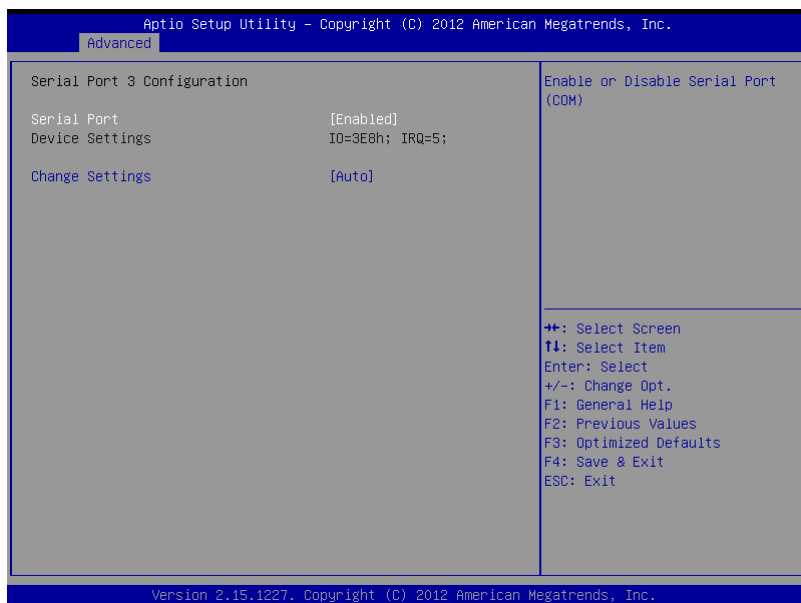 Aptio Setup Utility – Copyright (C) 2012 American Megatrends, Inc.
Advanced
Serial Port 3 Configuration
Serial Port [Enabled]
Device Settings IO=3E8h; IRQ=5;
Change Settings [Auto]
Enable or Disable Serial Port
(COM)
→←: Select Screen
↑↓: Select Item
Enter: Select
+/-: Change Opt.
F1: General Help
F2: Previous Values
F3: Optimized Defaults
F4: Save & Exit
ESC: Exit
Version 2.15.1227. Copyright (C) 2012 American Megatrends, Inc.